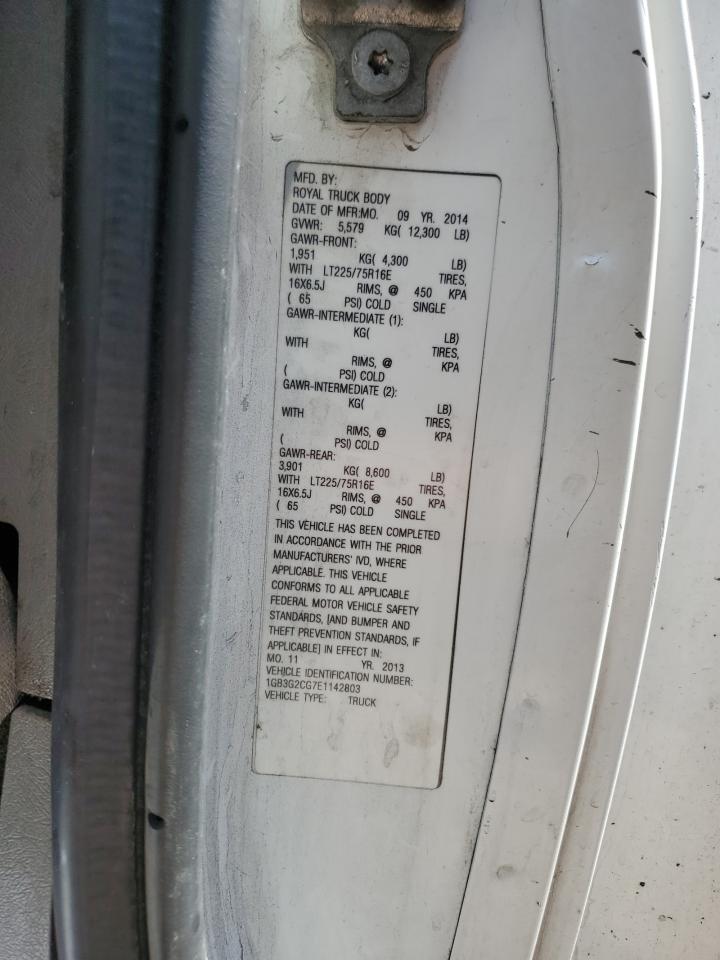 MFD. BY:
ROYAL TRUCK BODY
DATE OF MFR:MO. 09 YR. 2014
GVWR: 5,579 KG( 12,300 LB)
GAWR-FRONT:
1,951 KG( 4,300 LB)
WITH LT225/75R16E TIRES,
16X6.5J RIMS, @ 450 KPA
( 65 PSI) COLD SINGLE
GAWR-INTERMEDIATE (1):
KG( LB)
WITH TIRES,
RIMS, @ KPA
( PSI) COLD
GAWR-INTERMEDIATE (2):
KG( LB)
WITH TIRES,
RIMS, @ KPA
( PSI) COLD
GAWR-REAR:
3,901 KG( 8,600 LB)
WITH LT225/75R16E TIRES,
16X6.5J RIMS, @ 450 KPA
( 65 PSI) COLD SINGLE
THIS VEHICLE HAS BEEN COMPLETED
IN ACCORDANCE WITH THE PRIOR
MANUFACTURERS' IVD, WHERE
APPLICABLE. THIS VEHICLE
CONFORMS TO ALL APPLICABLE
FEDERAL MOTOR VEHICLE SAFETY
STANDARDS, [AND BUMPER AND
THEFT PREVENTION STANDARDS, IF
APPLICABLE] IN EFFECT IN:
MO. 11 YR. 2013
VEHICLE IDENTIFICATION NUMBER:
1GB3G2CG7E1142803
VEHICLE TYPE: TRUCK